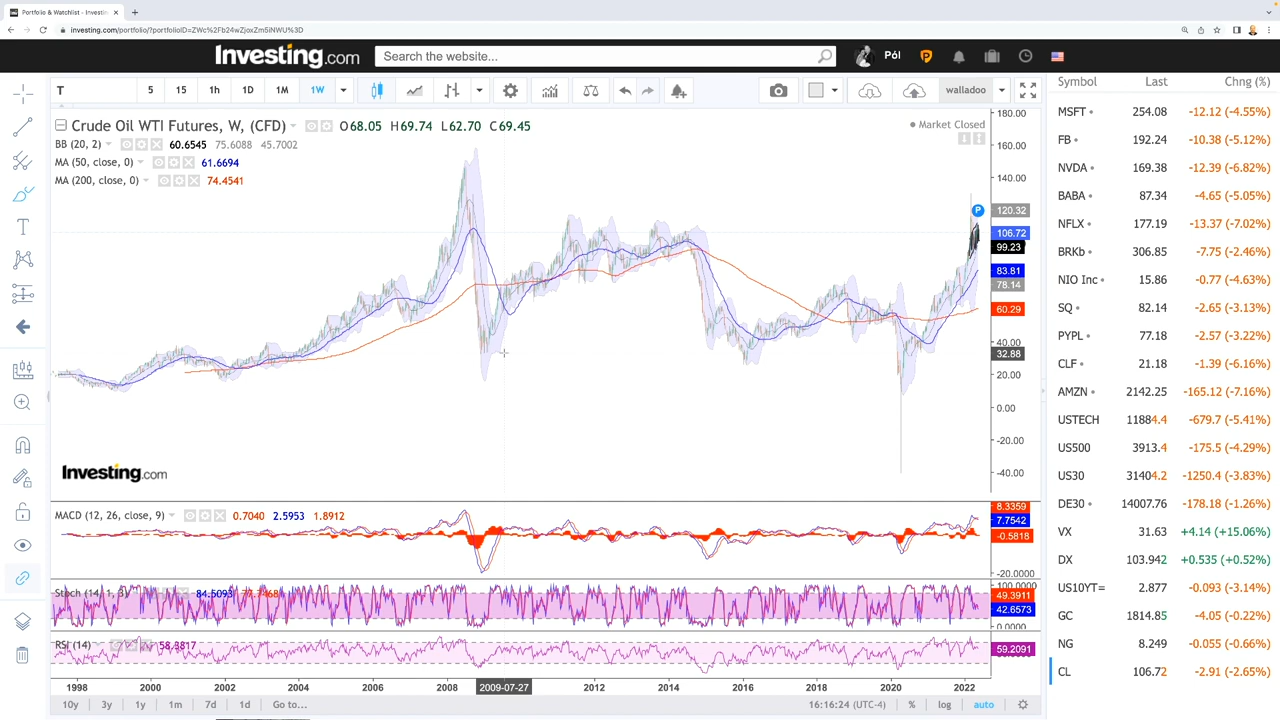 Portfolio & Watchlist - Investin
investing.com/portfolio/?portfolioID=ZWc%2Fb24wZjoxZm5iNWU%3D
Investing.com
Search the website...
Pól
T 5 15 1h 1D 1M 1W
walladoo
Crude Oil WTI Futures, W, (CFD) O68.05 H69.74 L62.70 C69.45
Market Closed
BB (20, 2) 60.6545 75.6088 45.7002
MA (50, close, 0) 61.6694
MA (200, close, 0) 74.4541
180.00
160.00
140.00
P
120.32
106.72
99.23
83.81
78.14
60.29
40.00
32.88
20.00
0.00
-20.00
-40.00
Investing.com
MACD (12, 26, close, 9) 0.7040 2.5953 1.8912
8.3359
7.7542
-0.5818
-20.0000
Stoch (14, 1, 3) 84.5093
100.0000
49.3911
42.6573
0.0000
RSI (14) 58.3817
59.2091
1998 2000 2002 2004 2006 2008 2009-07-27 2012 2014 2016 2018 2020 2022
10y 3y 1y 1m 7d 1d Go to...
16:16:24 (UTC-4) % log auto
Symbol Last Chng (%)
MSFT 254.08 -12.12 (-4.55%)
FB 192.24 -10.38 (-5.12%)
NVDA 169.38 -12.39 (-6.82%)
BABA 87.34 -4.65 (-5.05%)
NFLX 177.19 -13.37 (-7.02%)
BRKb 306.85 -7.75 (-2.46%)
NIO Inc 15.86 -0.77 (-4.63%)
SQ 82.14 -2.65 (-3.13%)
PYPL 77.18 -2.57 (-3.22%)
CLF 21.18 -1.39 (-6.16%)
AMZN 2142.25 -165.12 (-7.16%)
USTECH 11884.4 -679.7 (-5.41%)
US500 3913.4 -175.5 (-4.29%)
US30 31404.2 -1250.4 (-3.83%)
DE30 14007.76 -178.18 (-1.26%)
VX 31.63 +4.14 (+15.06%)
DX 103.942 +0.535 (+0.52%)
US10YT= 2.877 -0.093 (-3.14%)
GC 1814.85 -4.05 (-0.22%)
NG 8.249 -0.055 (-0.66%)
CL 106.72 -2.91 (-2.65%)